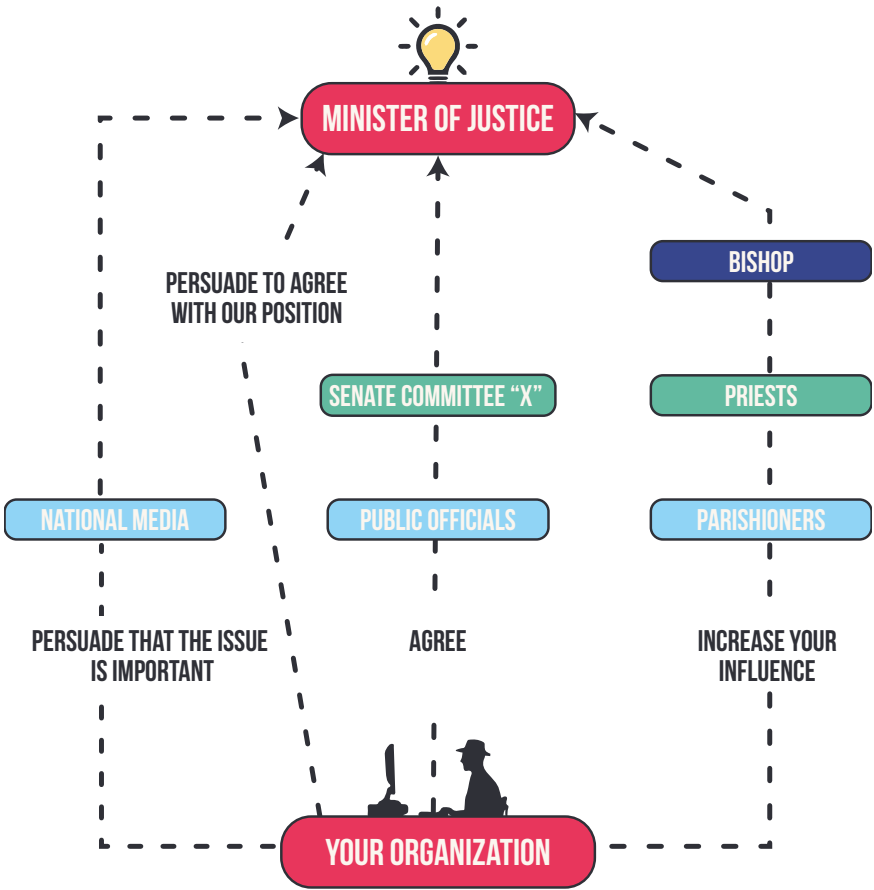 MINISTER OF JUSTICE
BISHOP
PERSUADE TO AGREE
WITH OUR POSITION
SENATE COMMITTEE “X”
PRIESTS
NATIONAL MEDIA
PUBLIC OFFICIALS
PARISHIONERS
PERSUADE THAT THE ISSUE
IS IMPORTANT
AGREE
INCREASE YOUR
INFLUENCE
YOUR ORGANIZATION